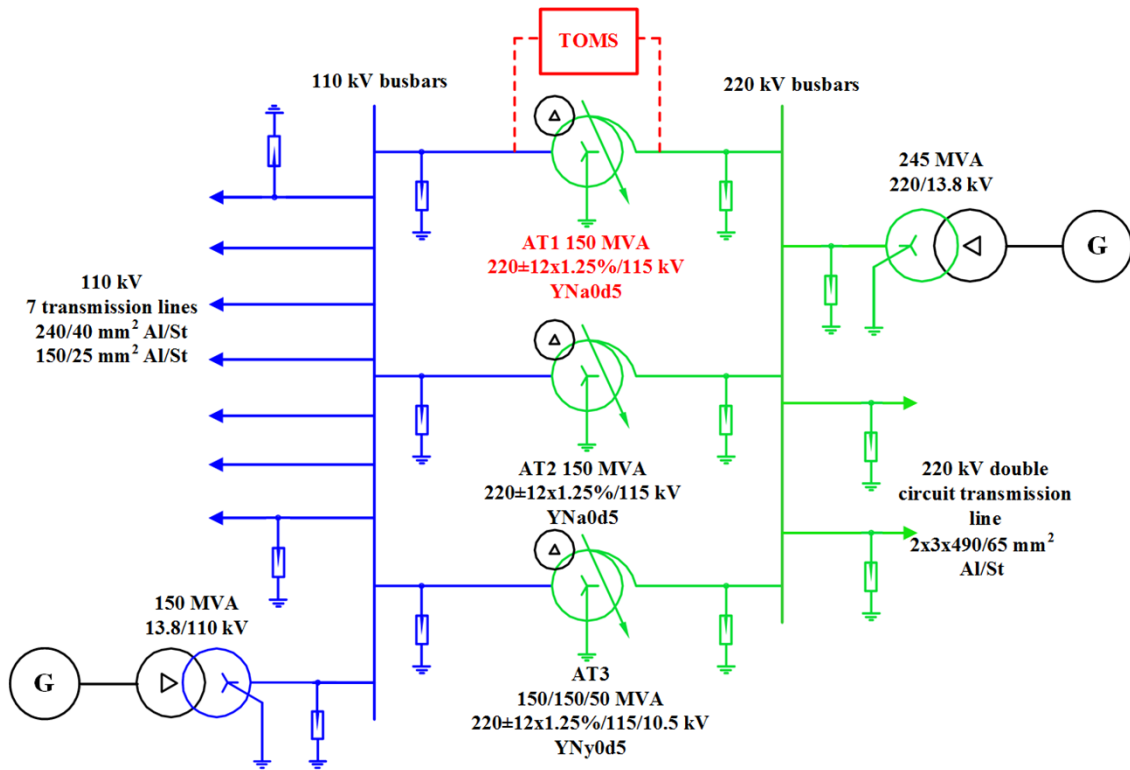 TOMS
110 kV busbars
220 kV busbars
245 MVA
220/13.8 kV
G
AT1 150 MVA
220±12x1.25%/115 kV
YNa0d5
110 kV
7 transmission lines
240/40 mm² Al/St
150/25 mm² Al/St
AT2 150 MVA
220±12x1.25%/115 kV
YNa0d5
220 kV double
circuit transmission
line
2x3x490/65 mm²
Al/St
150 MVA
13.8/110 kV
G
AT3
150/150/50 MVA
220±12x1.25%/115/10.5 kV
YNy0d5